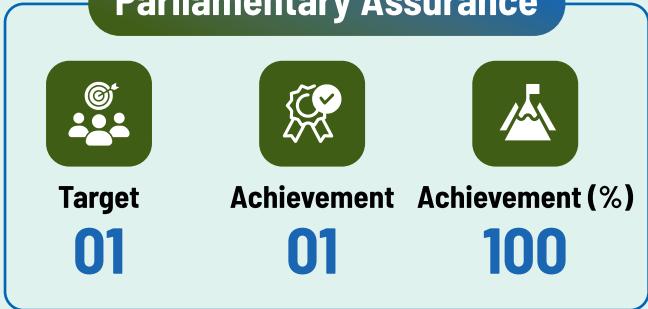 Parliamentary Assurance
Target Achievement Achievement (%)
01 01 100